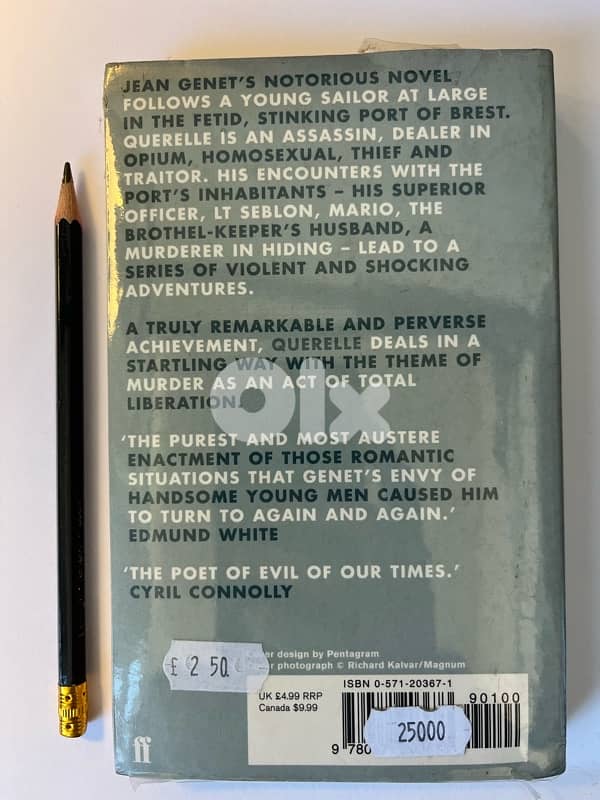 JEAN GENET'S NOTORIOUS NOVEL
FOLLOWS A YOUNG SAILOR AT LARGE
IN THE FETID, STINKING PORT OF BREST.
QUERELLE IS AN ASSASSIN, DEALER IN
OPIUM, HOMOSEXUAL, THIEF AND
TRAITOR. HIS ENCOUNTERS WITH THE
PORT'S INHABITANTS – HIS SUPERIOR
OFFICER, LT SEBLON, MARIO, THE
BROTHEL-KEEPER'S HUSBAND, A
MURDERER IN HIDING – LEAD TO A
SERIES OF VIOLENT AND SHOCKING
ADVENTURES.
A TRULY REMARKABLE AND PERVERSE
ACHIEVEMENT, QUERELLE DEALS IN A
STARTLING WAY WITH THE THEME OF
MURDER AS AN ACT OF TOTAL
LIBERATION.
olx
'THE PUREST AND MOST AUSTERE
ENACTMENT OF THOSE ROMANTIC
SITUATIONS THAT GENET'S ENVY OF
HANDSOME YOUNG MEN CAUSED HIM
TO TURN TO AGAIN AND AGAIN.'
EDMUND WHITE
'THE POET OF EVIL OF OUR TIMES.'
CYRIL CONNOLLY
design by Pentagram
photograph © Richard Kalvar/Magnum
£ 2 50
ISBN 0-571-20367-1
UK £4.99 RRP
Canada $9.99
90100
25000
9 780
ff